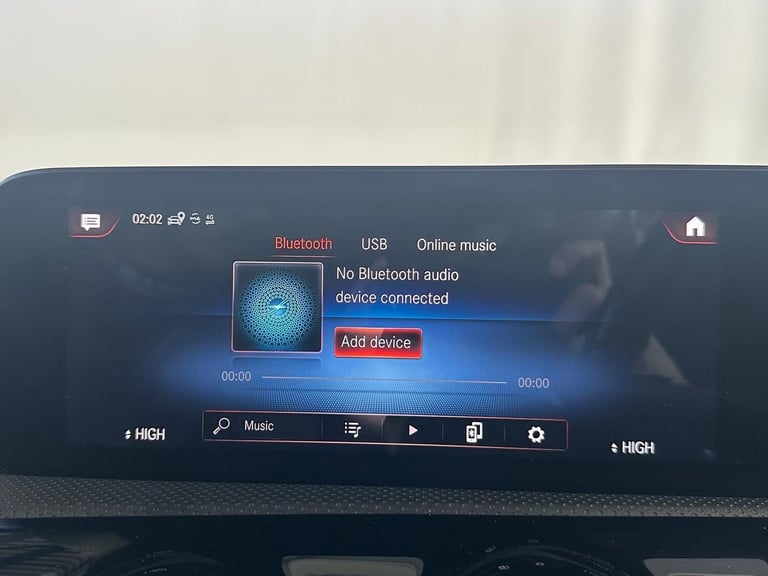 02:02 4G
Bluetooth USB Online music
No Bluetooth audio
device connected
Add device
00:00 00:00
Music
HIGH HIGH